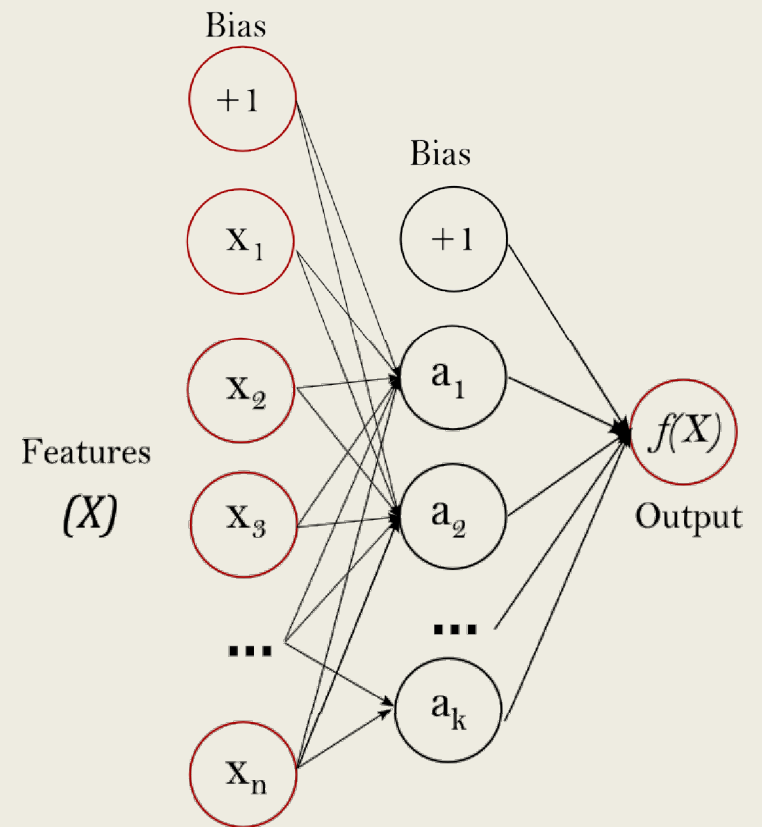 Bias
+1
x₁
x₂
x₃
...
xₙ
Features
(X)
Bias
+1
a₁
a₂
...
aₖ
f(X)
Output